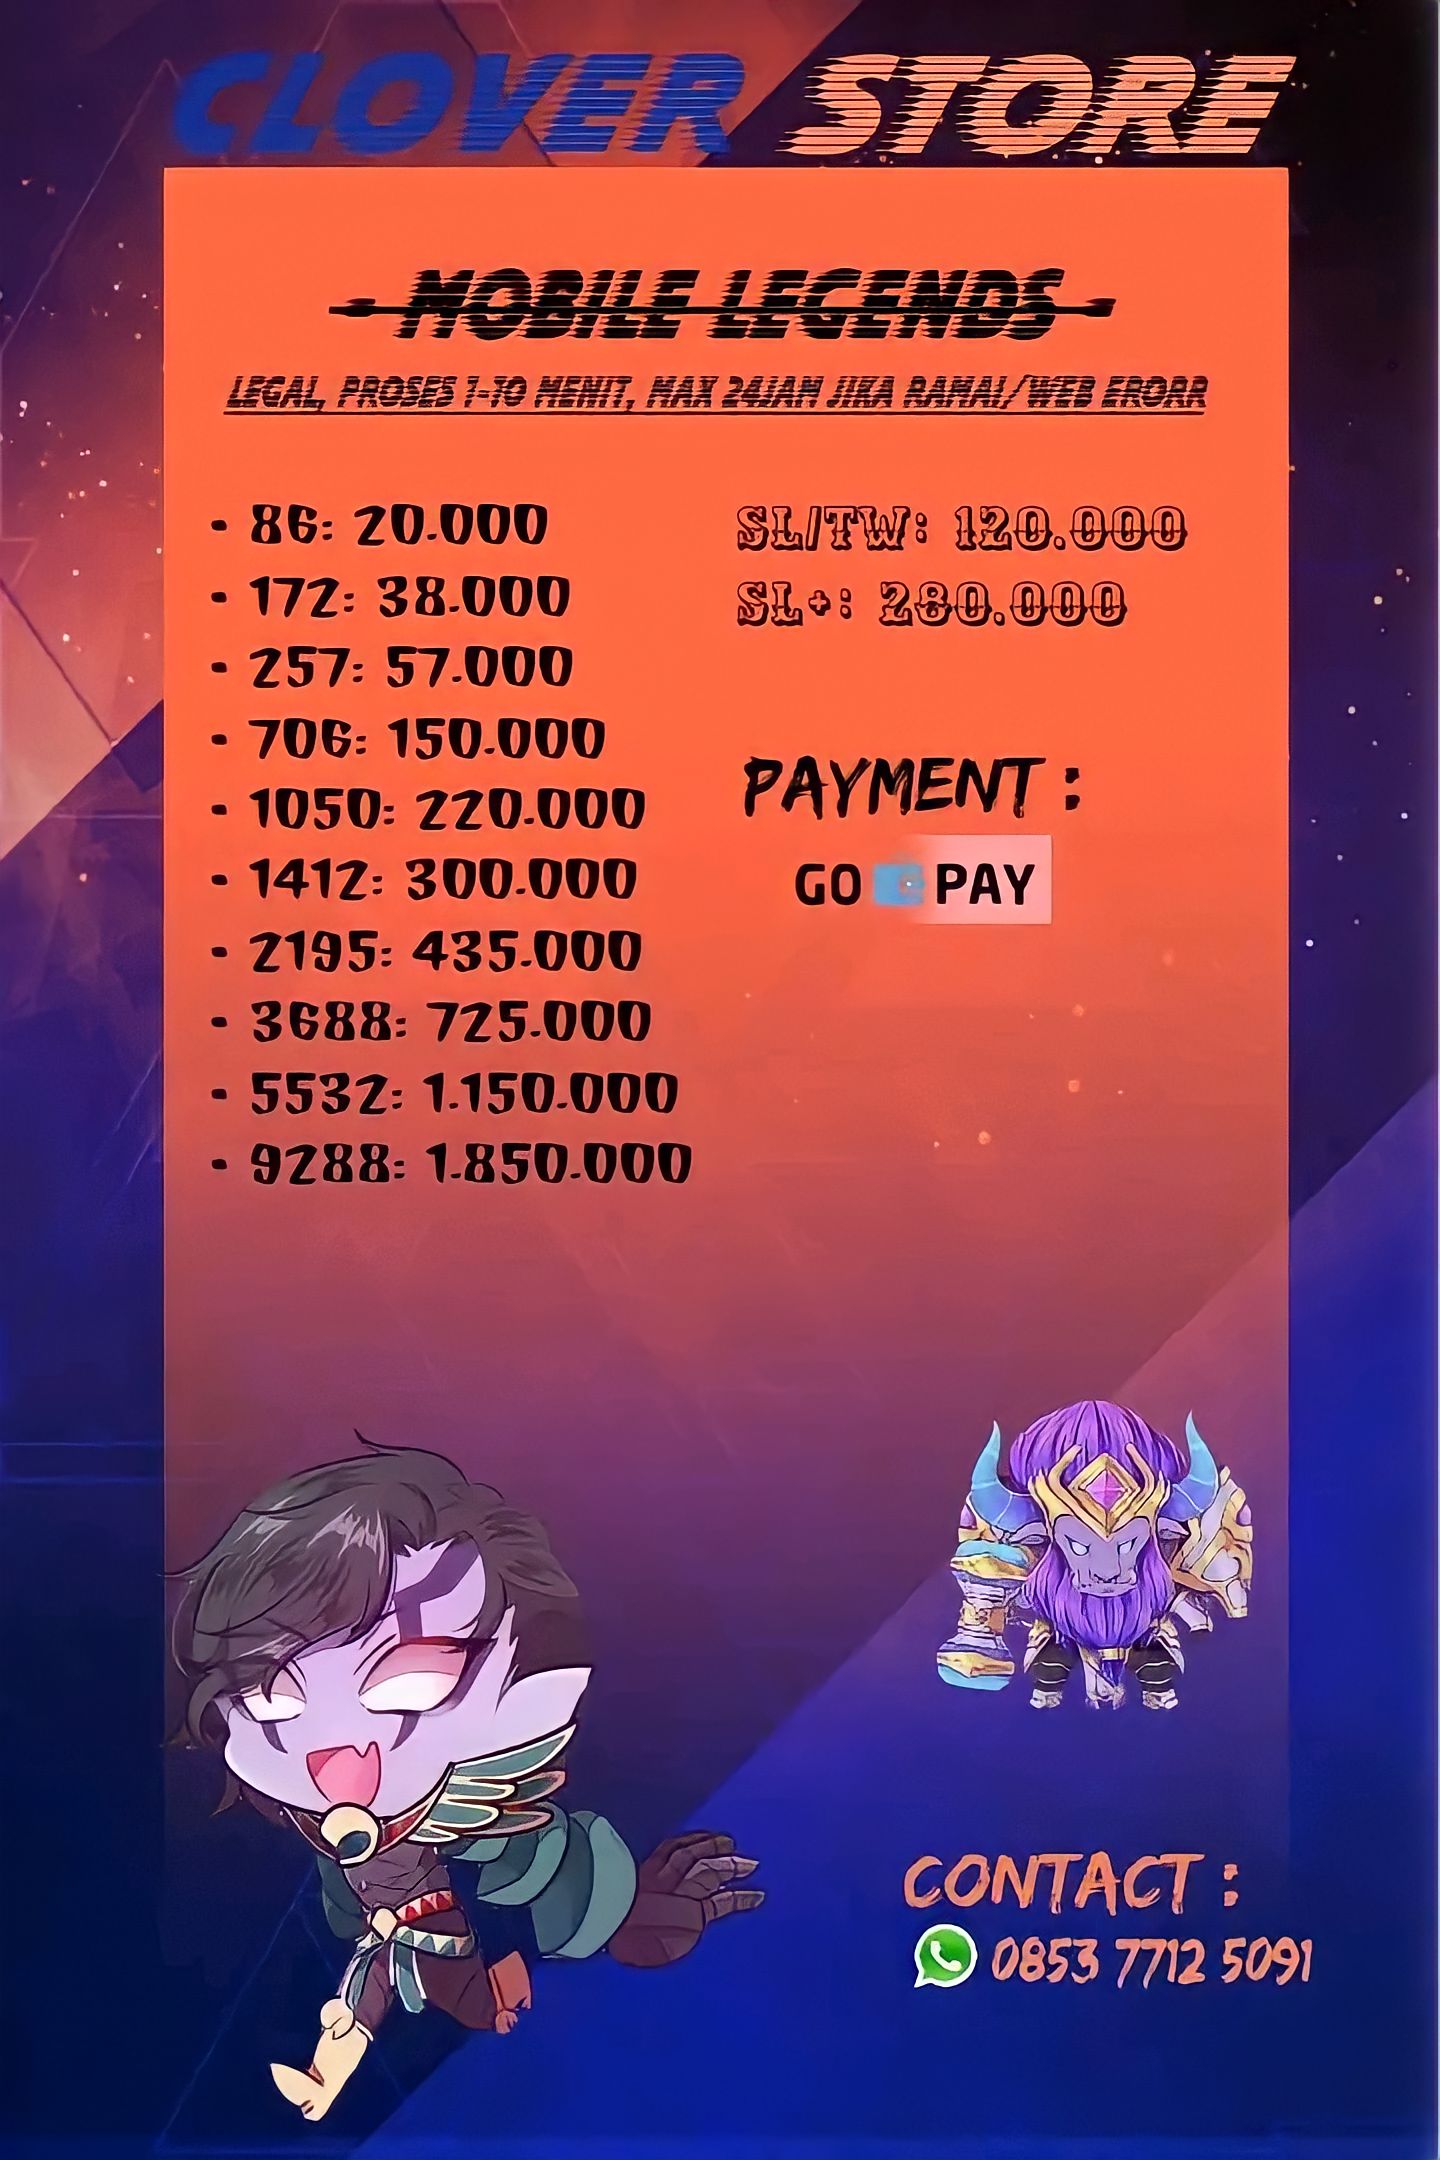 CLOVER STORE
MOBILE LEGENDS
LEGAL, PROSES 1-10 MENIT, MAX 24JAM JIKA RAMAI/WEB ERORR
- 86: 20.000
- 172: 38.000
- 257: 57.000
- 706: 150.000
- 1050: 220.000
- 1412: 300.000
- 2195: 435.000
- 3688: 725.000
- 5532: 1.150.000
- 9288: 1.850.000
SL/TW: 120.000
SL+: 280.000
PAYMENT :
GO PAY
CONTACT :
0853 7712 5091